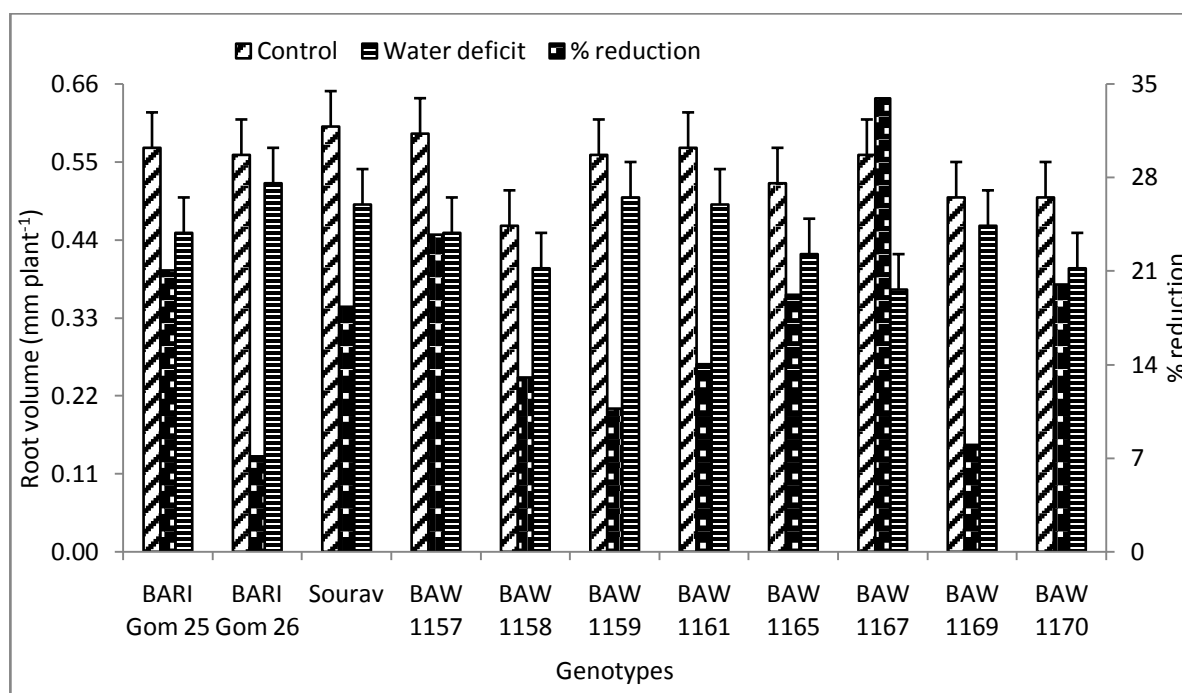 Control Water deficit % reduction
0.66
0.55
0.44
0.33
0.22
0.11
0.00
Root volume (mm plant-1)
35
28
21
14
7
0
% reduction
BARI Gom 25
BARI Gom 26
Sourav
BAW 1157
BAW 1158
BAW 1159
BAW 1161
BAW 1165
BAW 1167
BAW 1169
BAW 1170
Genotypes